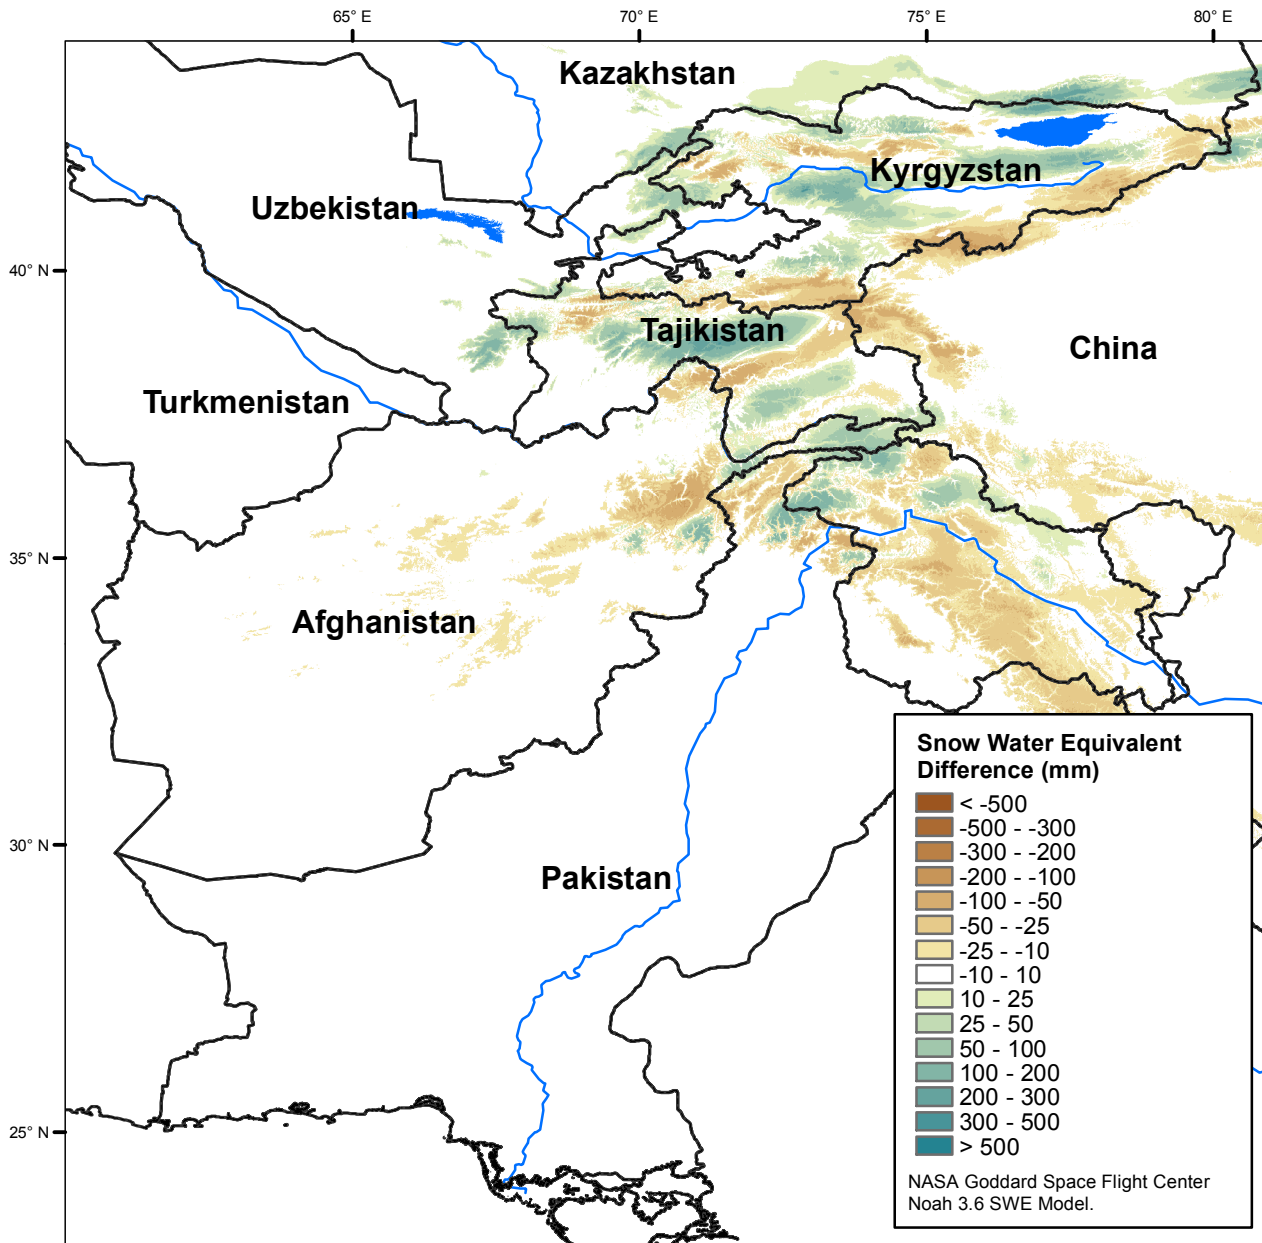 65° E
70° E
75° E
80° E
Kazakhstan
Kyrgyzstan
Uzbekistan
40° N
Tajikistan
China
Turkmenistan
35° N
Afghanistan
30° N
Pakistan
25° N
Snow Water Equivalent
Difference (mm)
< -500
-500 - -300
-300 - -200
-200 - -100
-100 - -50
-50 - -25
-25 - -10
-10 - 10
10 - 25
25 - 50
50 - 100
100 - 200
200 - 300
300 - 500
> 500
NASA Goddard Space Flight Center
Noah 3.6 SWE Model.